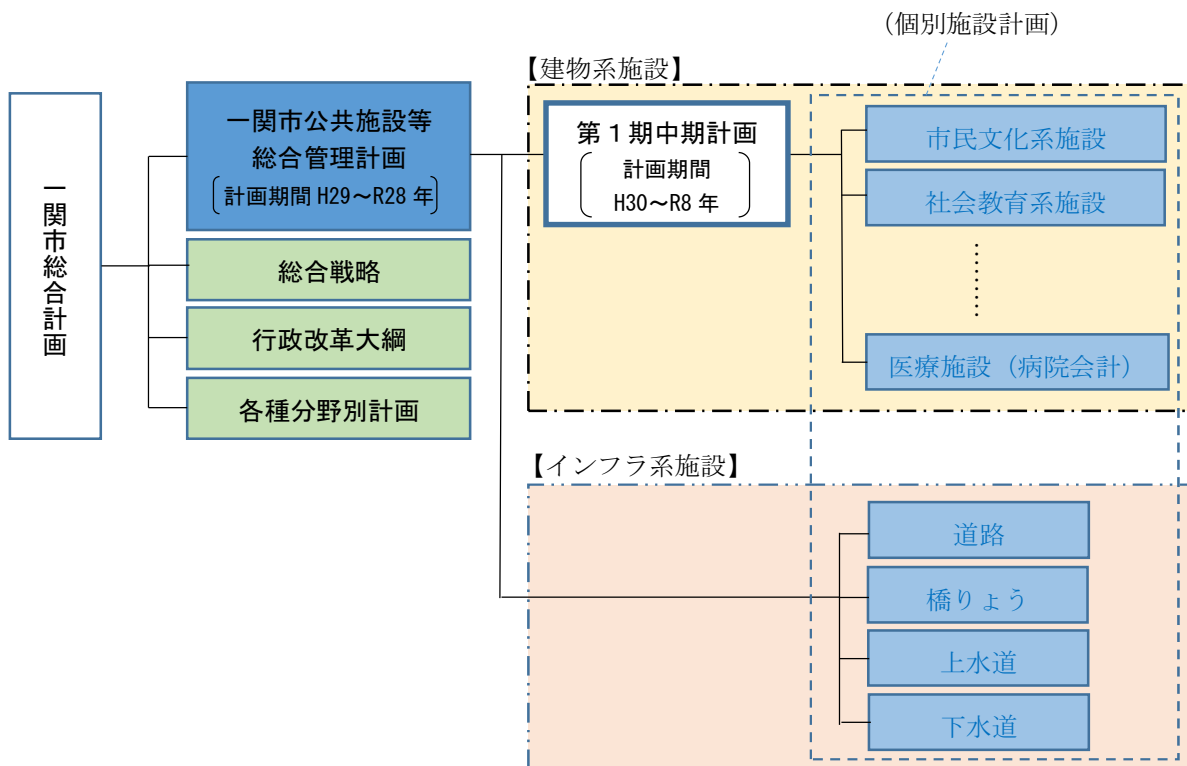 (個別施設計画)
【建物系施設】
一関市総合計画
一関市公共施設等
総合管理計画
計画期間 H29～R28 年
総合戦略
行政改革大綱
各種分野別計画
第１期中期計画
計画期間
H30～R8 年
市民文化系施設
社会教育系施設
医療施設（病院会計）
【インフラ系施設】
道路
橋りょう
上水道
下水道